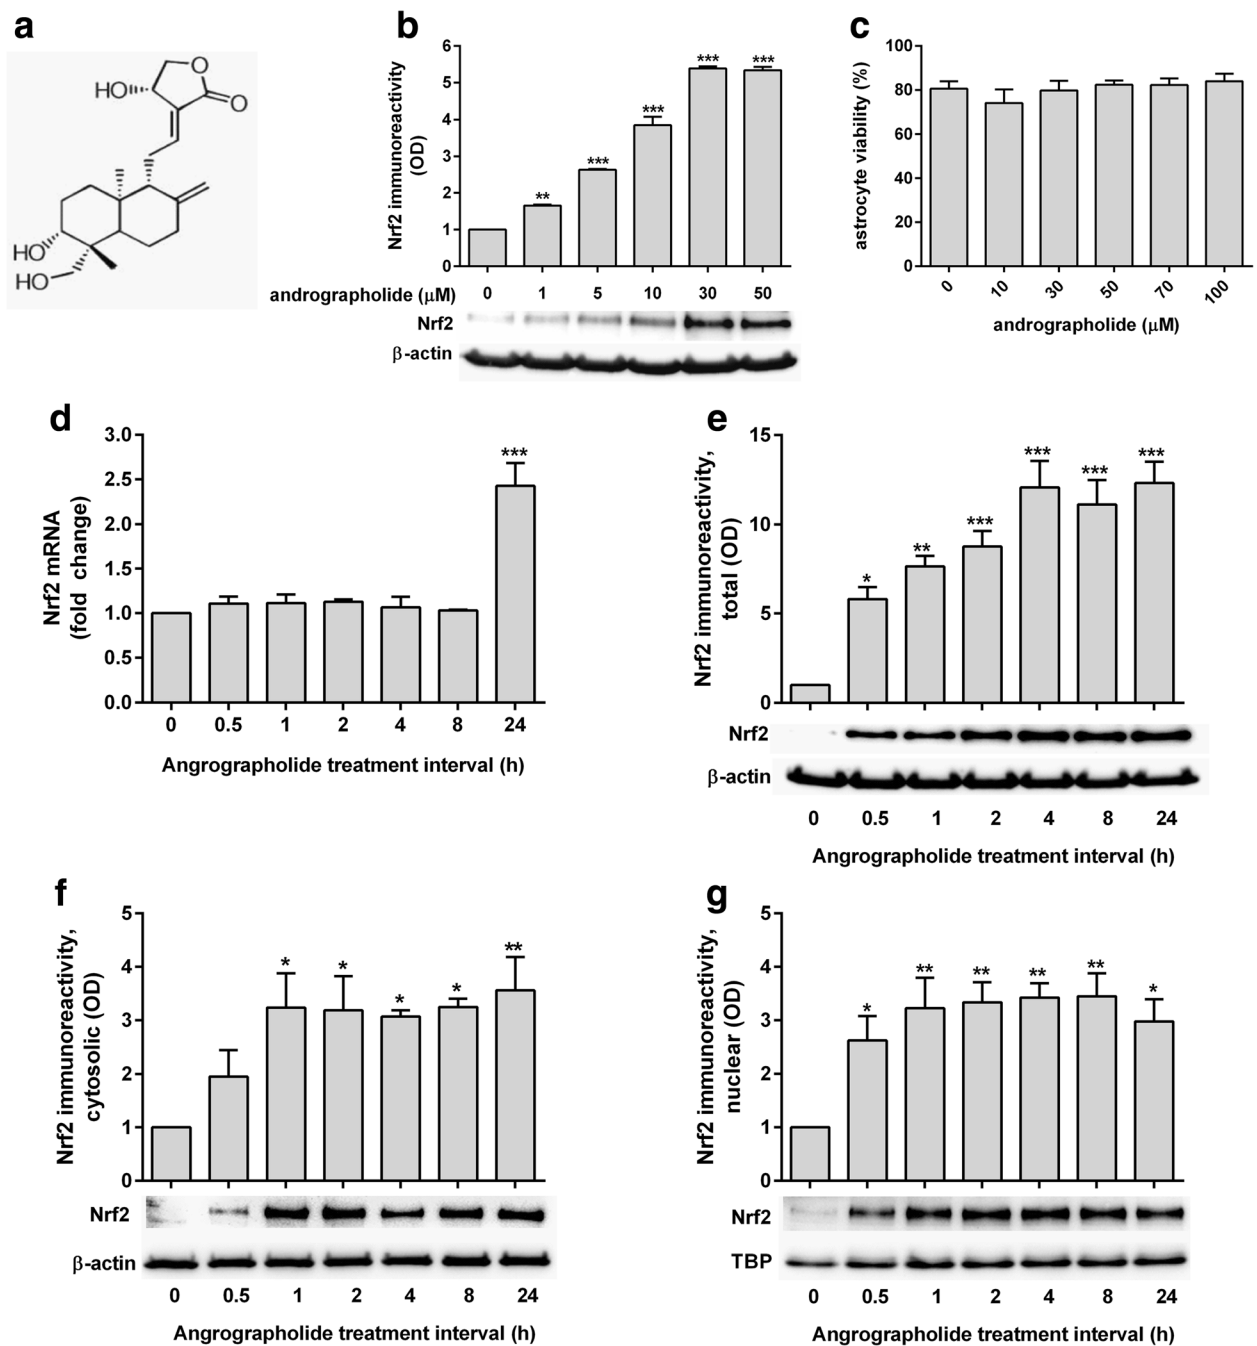 a
O
HO
O
HO
HO
b
Nrf2 immunoreactivity
(OD)
6
5
4
3
2
1
0
** *** *** *** ***
andrographolide (μM) 0 1 5 10 30 50
Nrf2
β-actin
c
astrocyte viability (%)
100
80
60
40
20
0
0 10 30 50 70 100
andrographolide (μM)
d
Nrf2 mRNA
(fold change)
3.0
2.5
2.0
1.5
1.0
0.5
0.0
***
0 0.5 1 2 4 8 24
Angrographolide treatment interval (h)
e
Nrf2 immunoreactivity,
total (OD)
15
10
5
0
* ** *** *** *** ***
Nrf2
β-actin
0 0.5 1 2 4 8 24
Angrographolide treatment interval (h)
f
Nrf2 immunoreactivity,
cytosolic (OD)
5
4
3
2
1
0
* * * * **
Nrf2
β-actin
0 0.5 1 2 4 8 24
Angrographolide treatment interval (h)
g
Nrf2 immunoreactivity,
nuclear (OD)
5
4
3
2
1
0
* ** ** ** ** *
Nrf2
TBP
0 0.5 1 2 4 8 24
Angrographolide treatment interval (h)